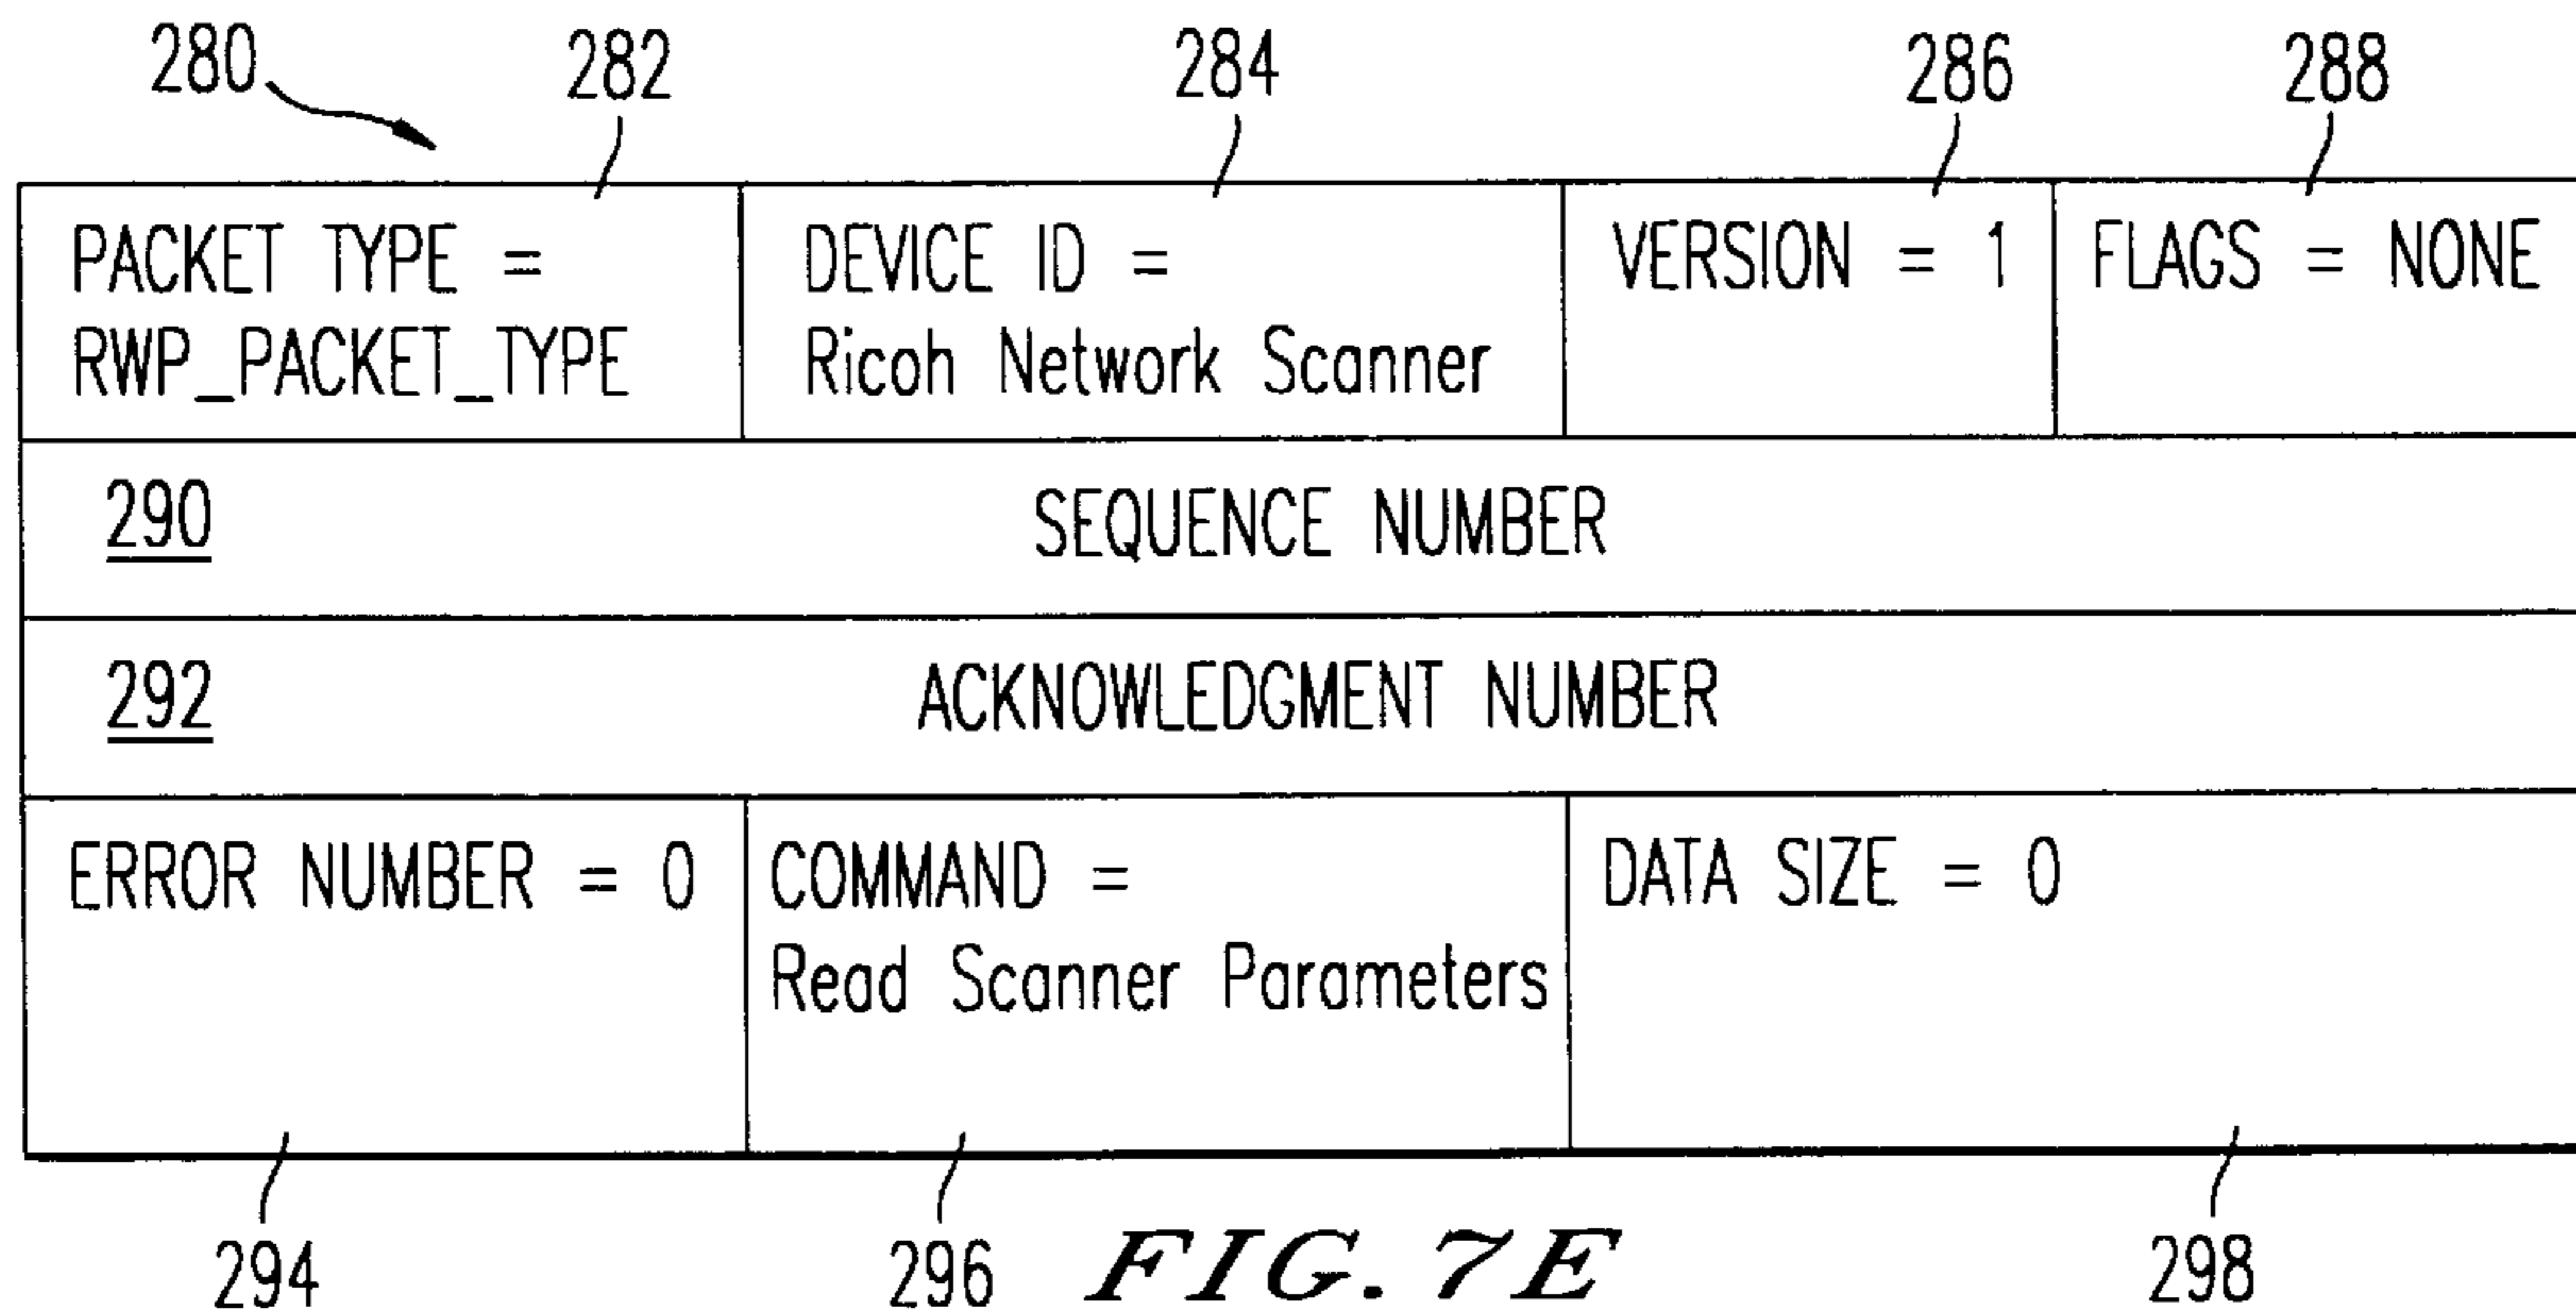 280 282 284 286 288
PACKET TYPE =
RWP_PACKET_TYPE
DEVICE ID =
Ricoh Network Scanner
VERSION = 1
FLAGS = NONE
290 SEQUENCE NUMBER
292 ACKNOWLEDGMENT NUMBER
ERROR NUMBER = 0
COMMAND =
Read Scanner Parameters
DATA SIZE = 0
294 296 298
FIG. 7E